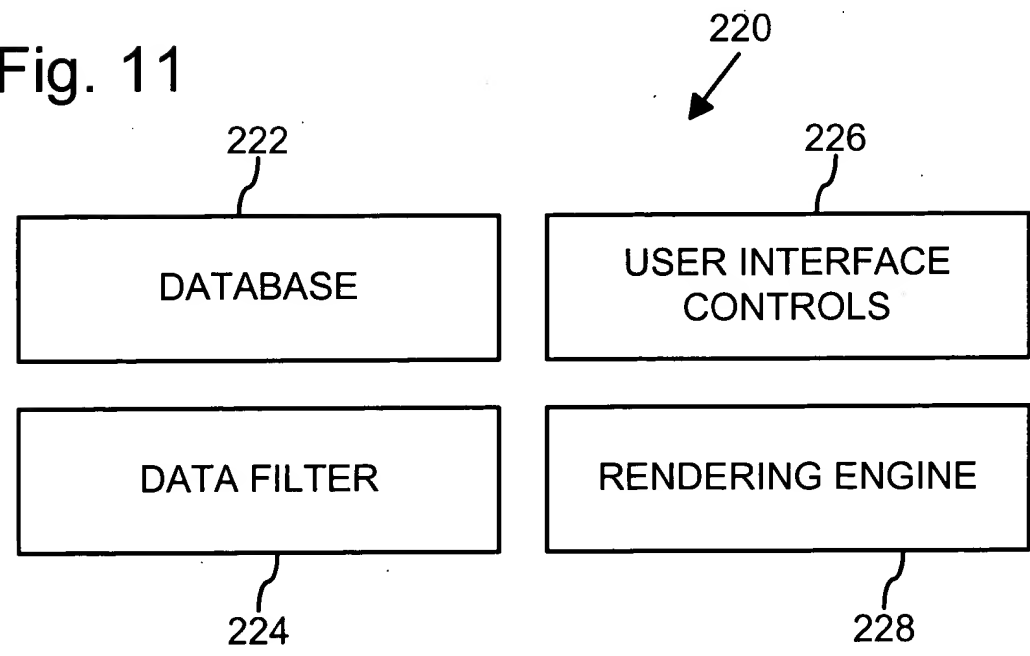 Fig. 11
220
222
226
DATABASE
USER INTERFACE
CONTROLS
DATA FILTER
RENDERING ENGINE
224
228